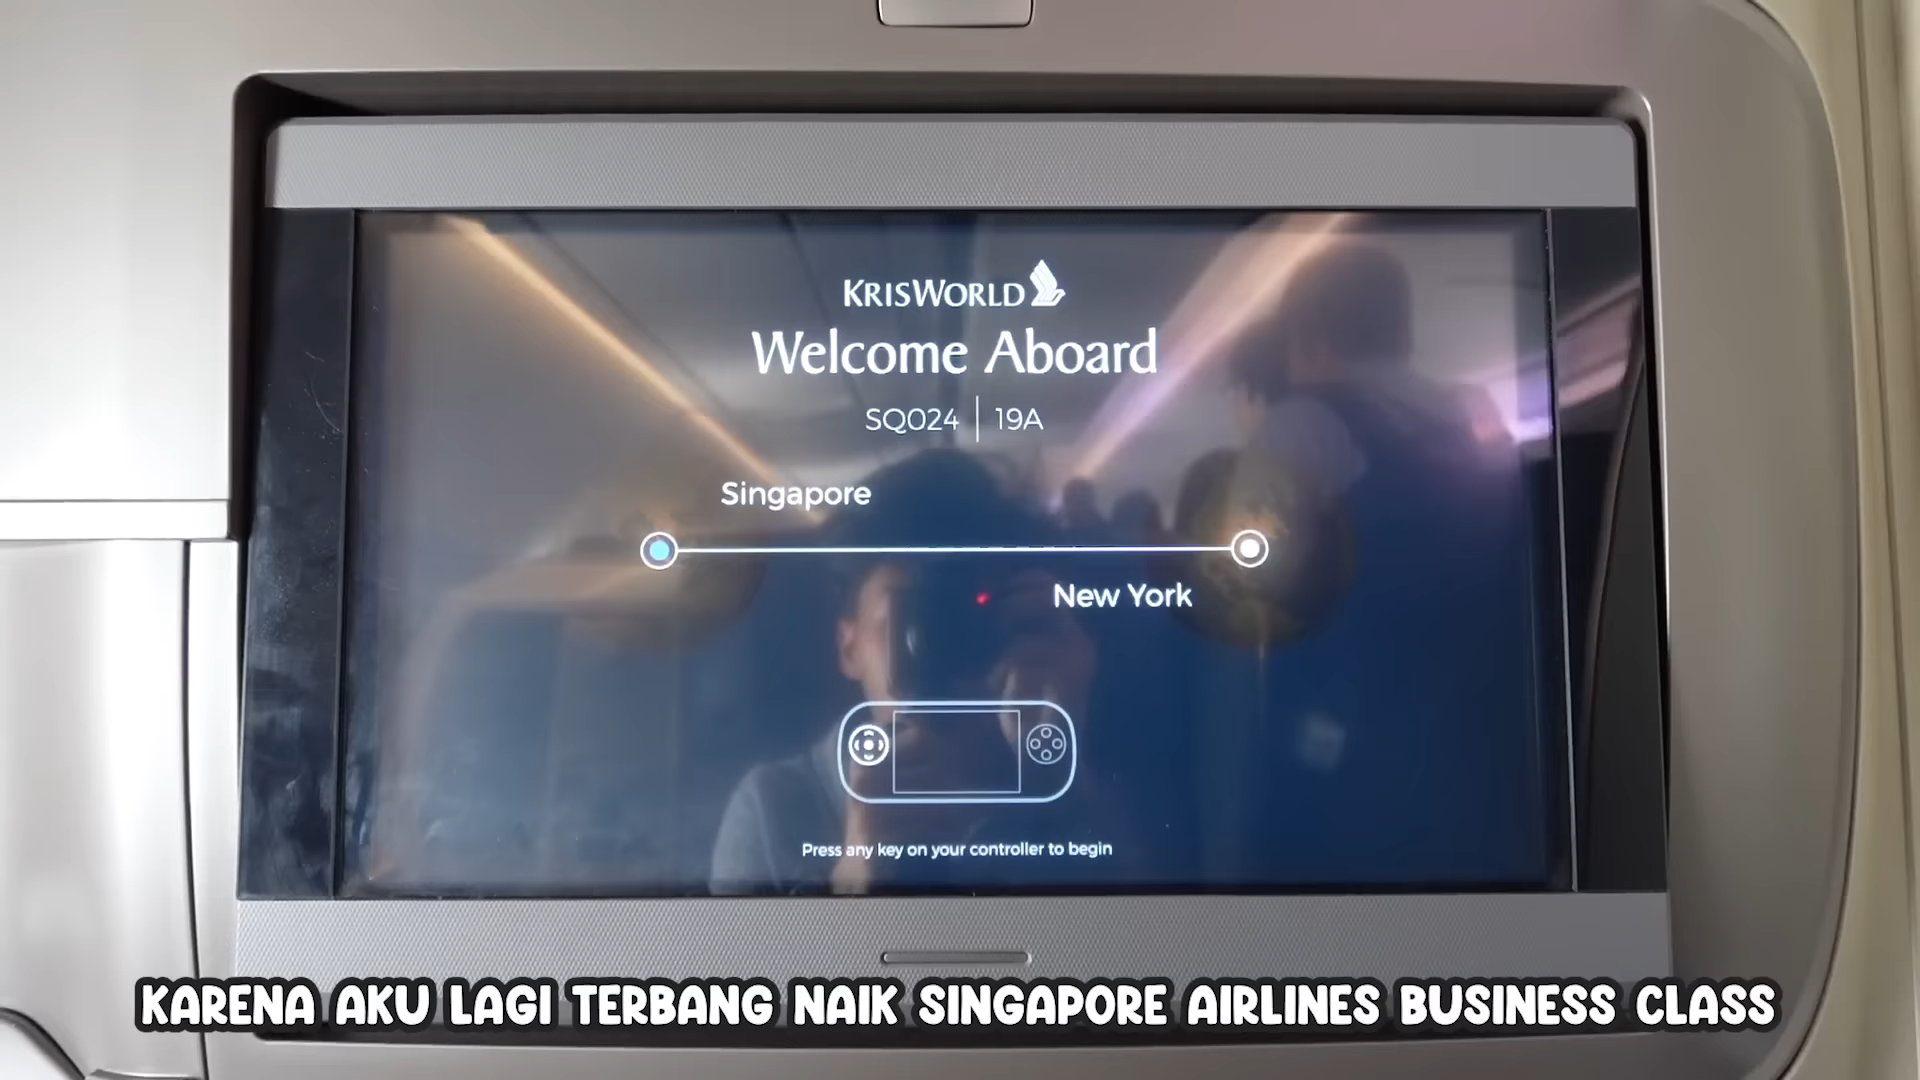 KRISWORLD
Welcome Aboard
SQ024 | 19A
Singapore
New York
Press any key on your controller to begin
KARENA AKU LAGI TERBANG NAIK SINGAPORE AIRLINES BUSINESS CLASS